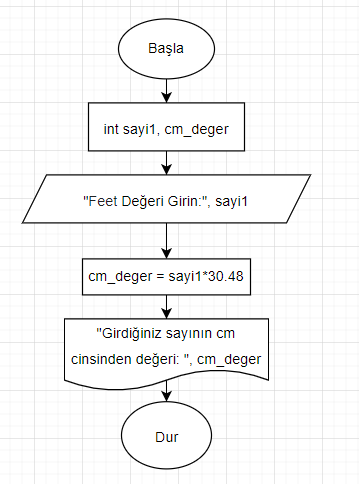 Başla
int sayi1, cm_deger
"Feet Değeri Girin:", sayi1
cm_deger = sayi1*30.48
"Girdiğiniz sayının cm
cinsinden değeri: ", cm_deger
Dur